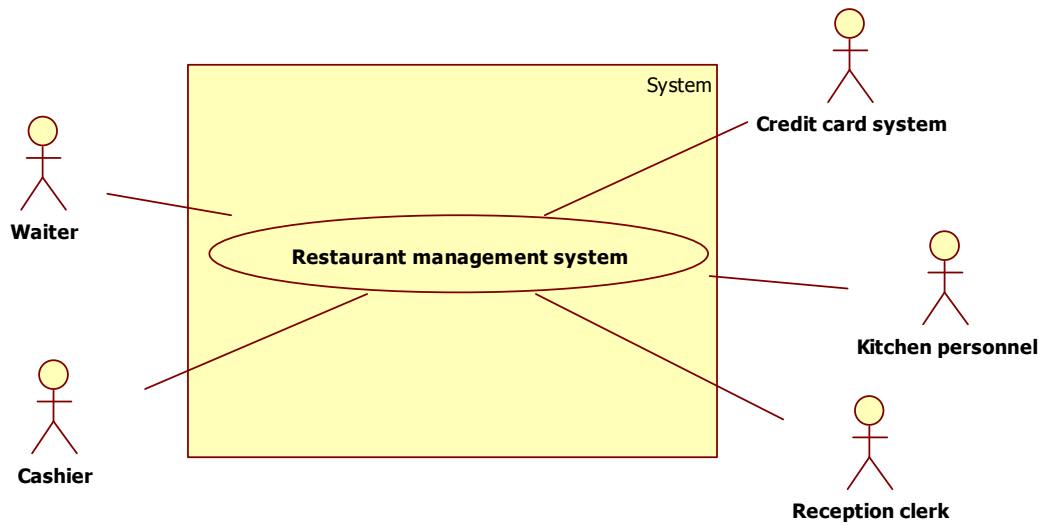 System
Credit card system
Waiter
Restaurant management system
Kitchen personnel
Cashier
Reception clerk